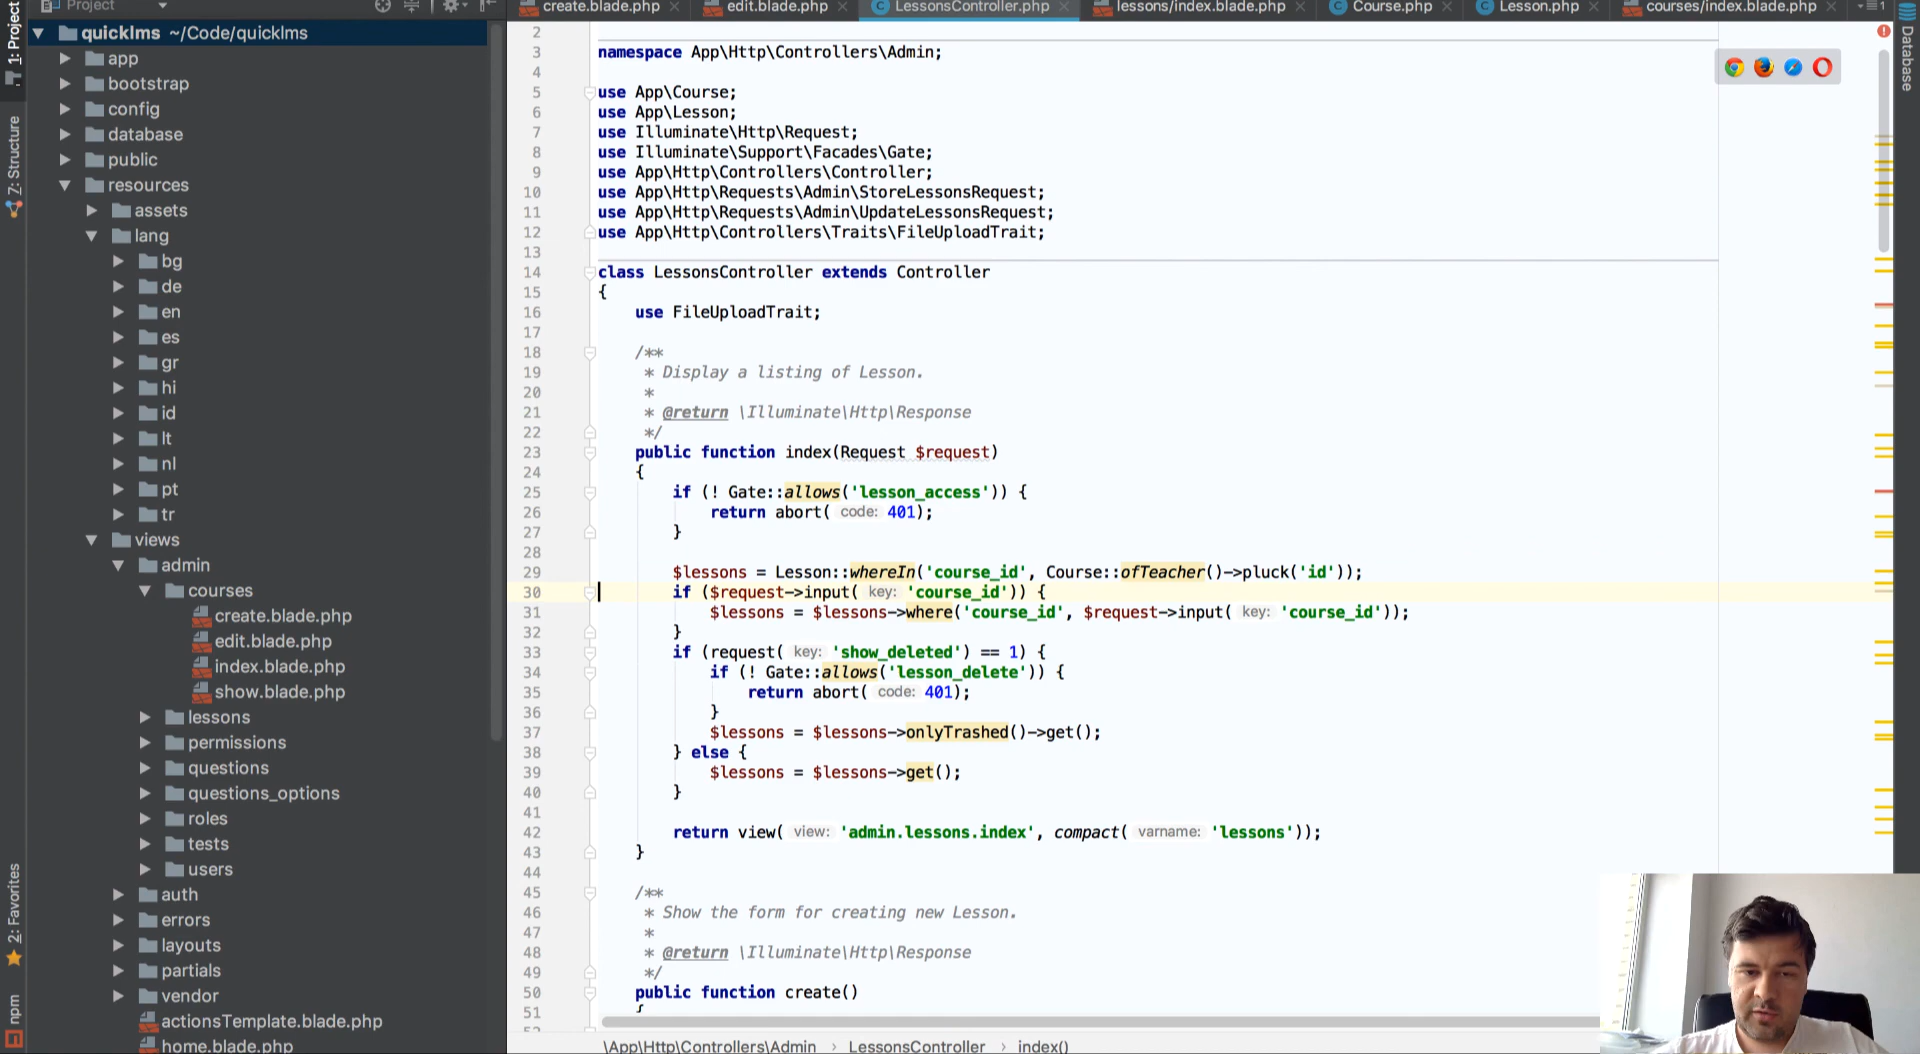 Project
create.blade.php
edit.blade.php
LessonsController.php
lessons/index.blade.php
Course.php
Lesson.php
courses/index.blade.php
1
1: Project
7: Structure
2: Favorites
npm
Database
quicklms ~/Code/quicklms
app
bootstrap
config
database
public
resources
assets
lang
bg
de
en
es
gr
hi
id
lt
nl
pt
tr
views
admin
courses
create.blade.php
edit.blade.php
index.blade.php
show.blade.php
lessons
permissions
questions
questions_options
roles
tests
users
auth
errors
layouts
partials
vendor
actionsTemplate.blade.php
home.blade.php
2
3 namespace App\Http\Controllers\Admin;
4
5 use App\Course;
6 use App\Lesson;
7 use Illuminate\Http\Request;
8 use Illuminate\Support\Facades\Gate;
9 use App\Http\Controllers\Controller;
10 use App\Http\Requests\Admin\StoreLessonsRequest;
11 use App\Http\Requests\Admin\UpdateLessonsRequest;
12 use App\Http\Controllers\Traits\FileUploadTrait;
13
14 class LessonsController extends Controller
15 {
16 use FileUploadTrait;
17
18 /**
19 * Display a listing of Lesson.
20 *
21 * @return \Illuminate\Http\Response
22 */
23 public function index(Request $request)
24 {
25 if (! Gate::allows('lesson_access')) {
26 return abort( code: 401);
27 }
28
29 $lessons = Lesson::whereIn('course_id', Course::ofTeacher()->pluck('id'));
30 if ($request->input( key: 'course_id')) {
31 $lessons = $lessons->where('course_id', $request->input( key: 'course_id'));
32 }
33 if (request( key: 'show_deleted') == 1) {
34 if (! Gate::allows('lesson_delete')) {
35 return abort( code: 401);
36 }
37 $lessons = $lessons->onlyTrashed()->get();
38 } else {
39 $lessons = $lessons->get();
40 }
41
42 return view( view: 'admin.lessons.index', compact( varname: 'lessons'));
43 }
44
45 /**
46 * Show the form for creating new Lesson.
47 *
48 * @return \Illuminate\Http\Response
49 */
50 public function create()
51 {
52
\App\Http\Controllers\Admin › LessonsController › index()